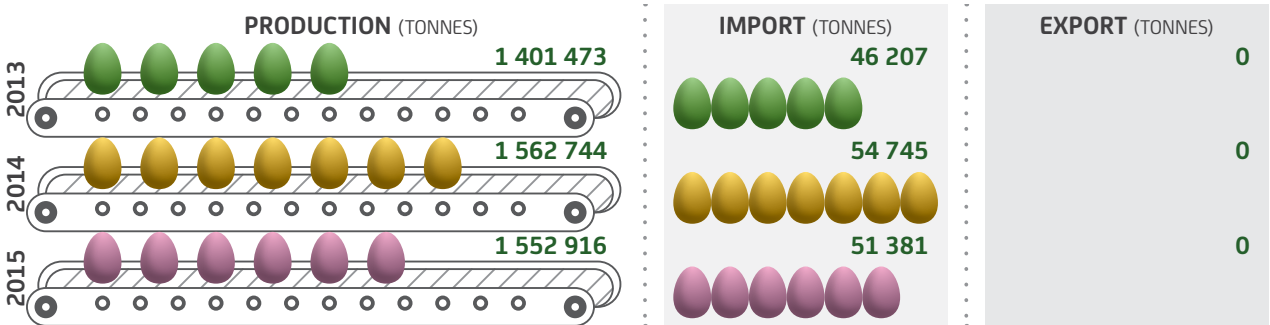 PRODUCTION (TONNES)
IMPORT (TONNES)
EXPORT (TONNES)
2013
1 401 473
46 207
0
2014
1 562 744
54 745
0
2015
1 552 916
51 381
0